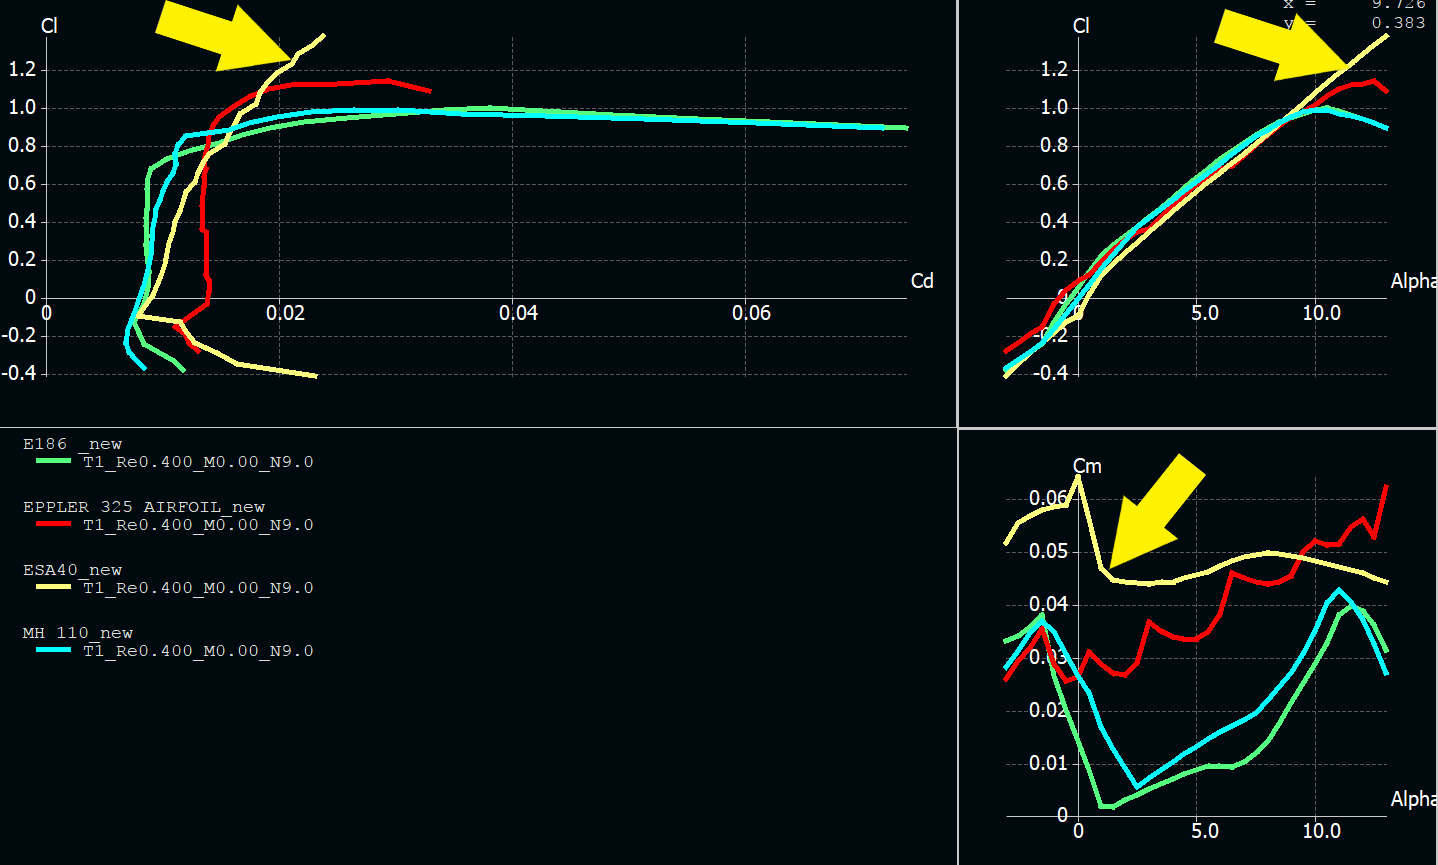 Cl
1.2
1.0
0.8
0.6
0.4
0.2
0
-0.2
-0.4
0
0.02
0.04
0.06
Cd
x = 9.726
y = 0.383
Cl
1.2
1.0
0.8
0.6
0.4
0.2
0
-0.2
-0.4
5.0
10.0
Alpha
E186 _new
T1_Re0.400_M0.00_N9.0
EPPLER 325 AIRFOIL_new
T1_Re0.400_M0.00_N9.0
ESA40_new
T1_Re0.400_M0.00_N9.0
MH 110_new
T1_Re0.400_M0.00_N9.0
Cm
0.06
0.05
0.04
0.03
0.02
0.01
0
0
5.0
10.0
Alpha